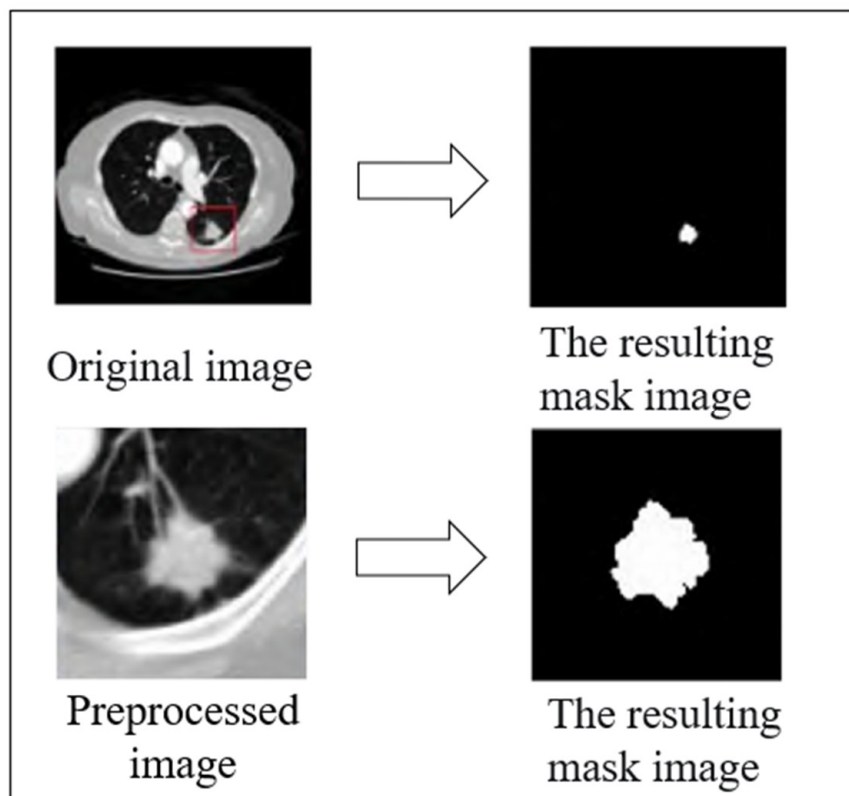 Original image
The resulting
mask image
Preprocessed
image
The resulting
mask image